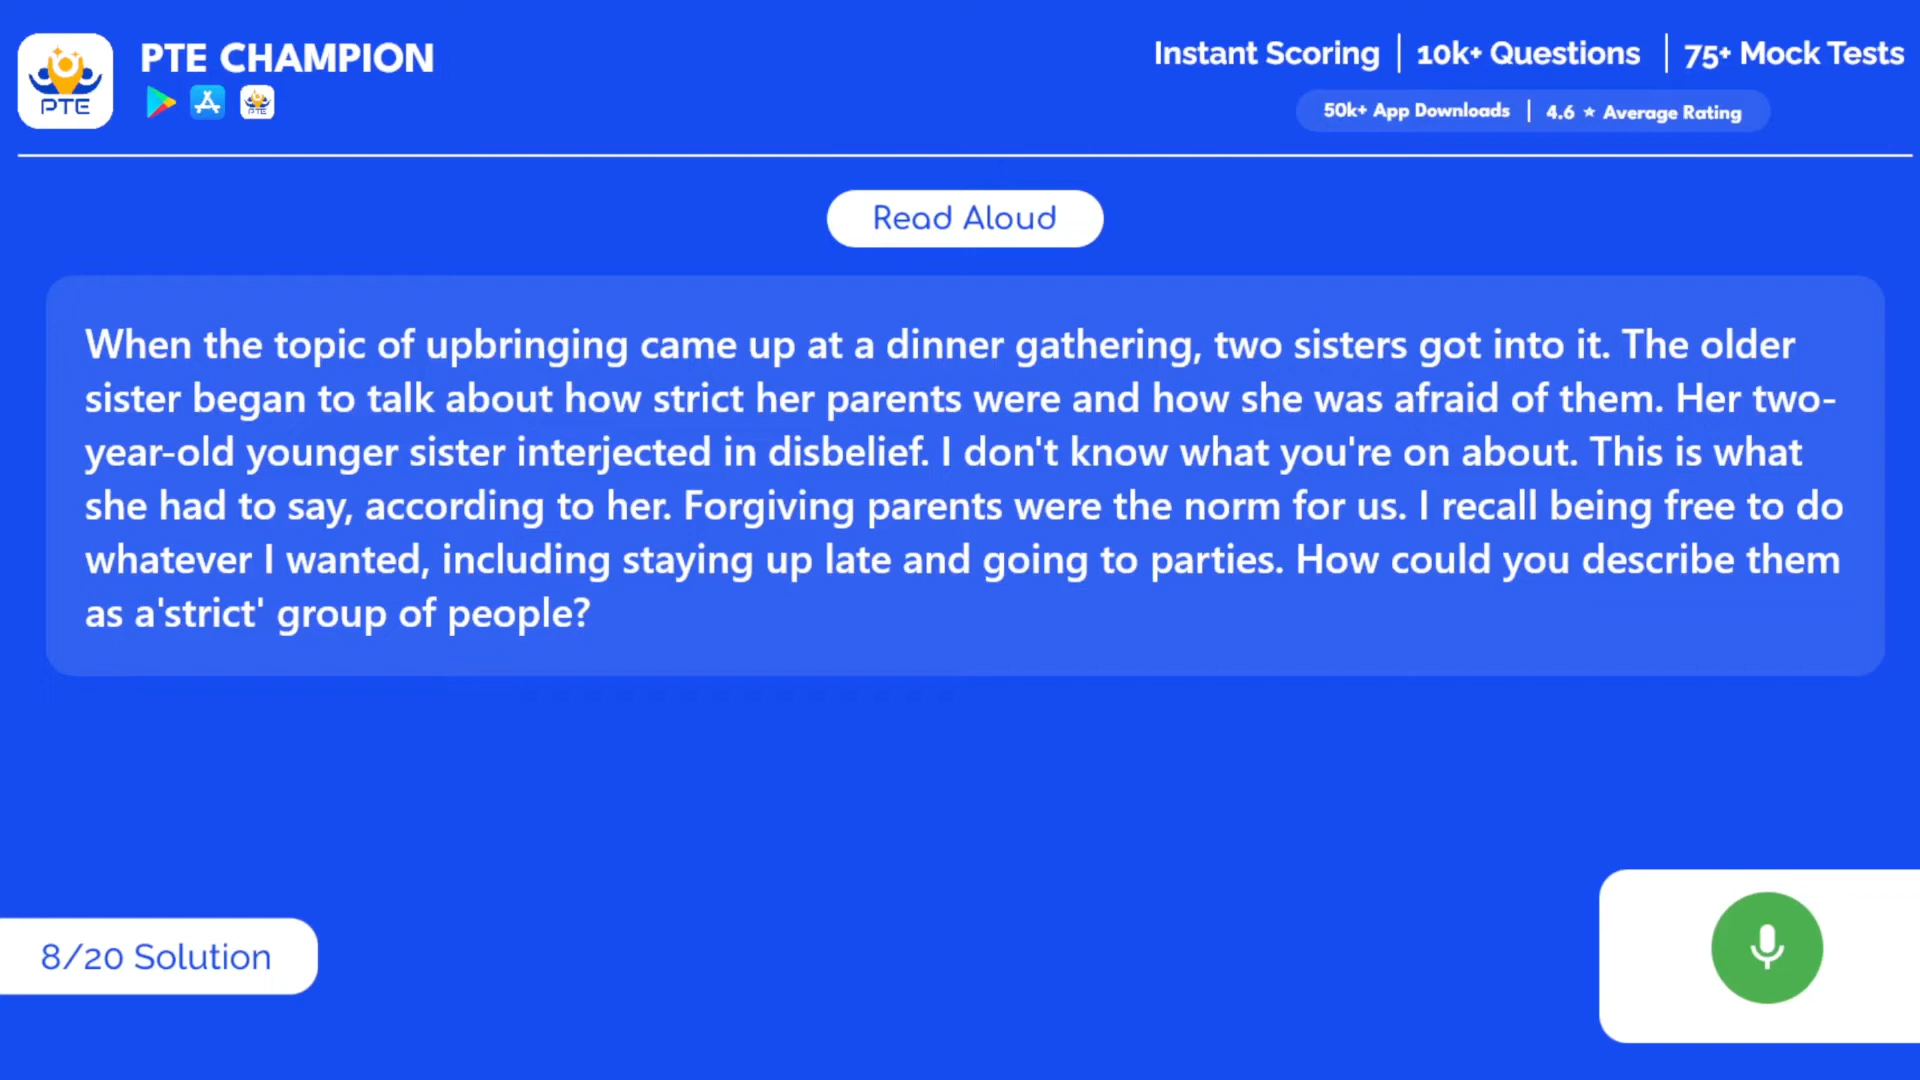 PTE CHAMPION
Instant Scoring | 10k+ Questions | 75+ Mock Tests
50k+ App Downloads | 4.6 ★ Average Rating
PTE
PTE
Read Aloud
When the topic of upbringing came up at a dinner gathering, two sisters got into it. The older
sister began to talk about how strict her parents were and how she was afraid of them. Her two-
year-old younger sister interjected in disbelief. I don't know what you're on about. This is what
she had to say, according to her. Forgiving parents were the norm for us. I recall being free to do
whatever I wanted, including staying up late and going to parties. How could you describe them
as a'strict' group of people?
8/20 Solution